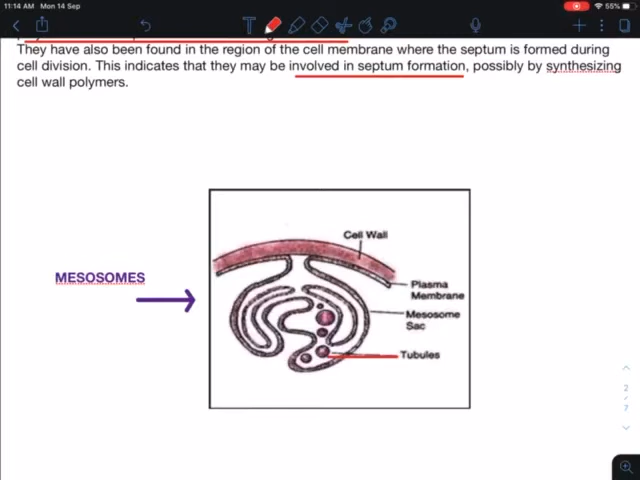 11:14 AM Mon 14 Sep
55%
They have also been found in the region of the cell membrane where the septum is formed during
cell division. This indicates that they may be involved in septum formation, possibly by synthesizing
cell wall polymers.
Cell Wall
MESOSOMES
Plasma
Membrane
Mesosome
Sac
Tubules
2
/
7